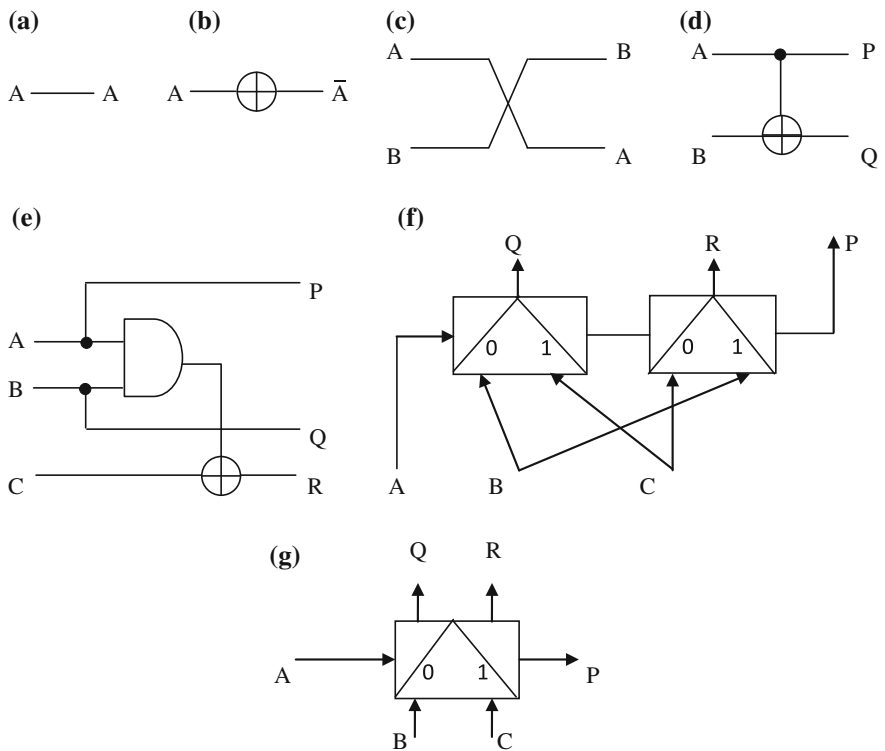 (a)
(b)
(c)
(d)
A A
A Ā
A B
B A
A P
B Q
(e)
(f)
P
A
B
Q
C R
Q R P
0 1 0 1
A B C
(g)
Q R
A 0 1 P
B C